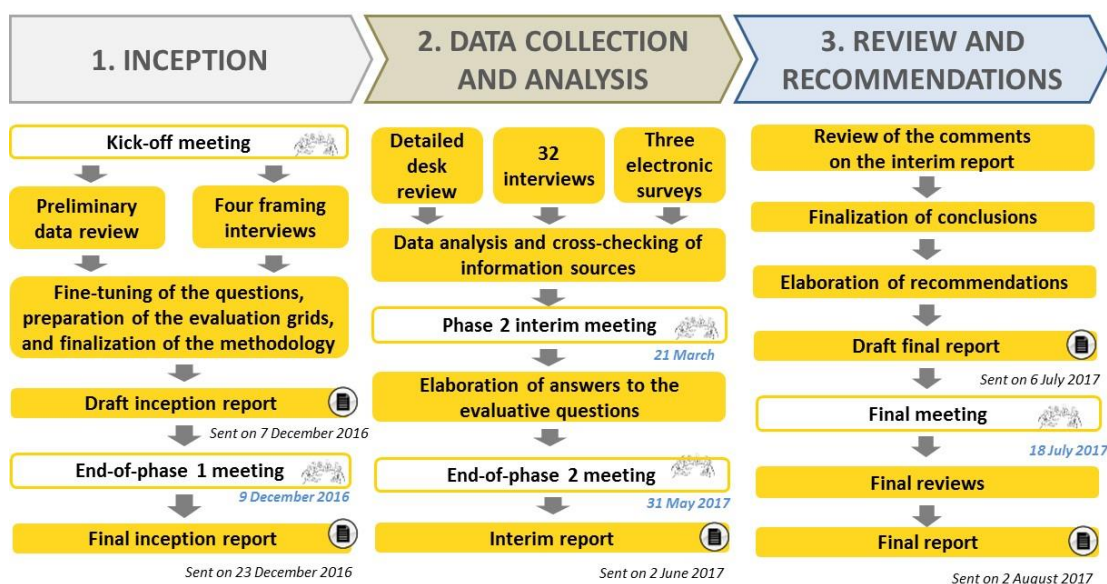 1. INCEPTION
Kick-off meeting
Preliminary
data review
Four framing
interviews
Fine-tuning of the questions,
preparation of the evaluation grids,
and finalization of the methodology
Draft inception report
Sent on 7 December 2016
End-of-phase 1 meeting
9 December 2016
Final inception report
Sent on 23 December 2016
2. DATA COLLECTION
AND ANALYSIS
Detailed
desk
review
32
interviews
Three
electronic
surveys
Data analysis and cross-checking of
information sources
Phase 2 interim meeting
21 March
Elaboration of answers to the
evaluative questions
End-of-phase 2 meeting
31 May 2017
Interim report
Sent on 2 June 2017
3. REVIEW AND
RECOMMENDATIONS
Review of the comments
on the interim report
Finalization of conclusions
Elaboration of recommendations
Draft final report
Sent on 6 July 2017
Final meeting
18 July 2017
Final reviews
Final report
Sent on 2 August 2017